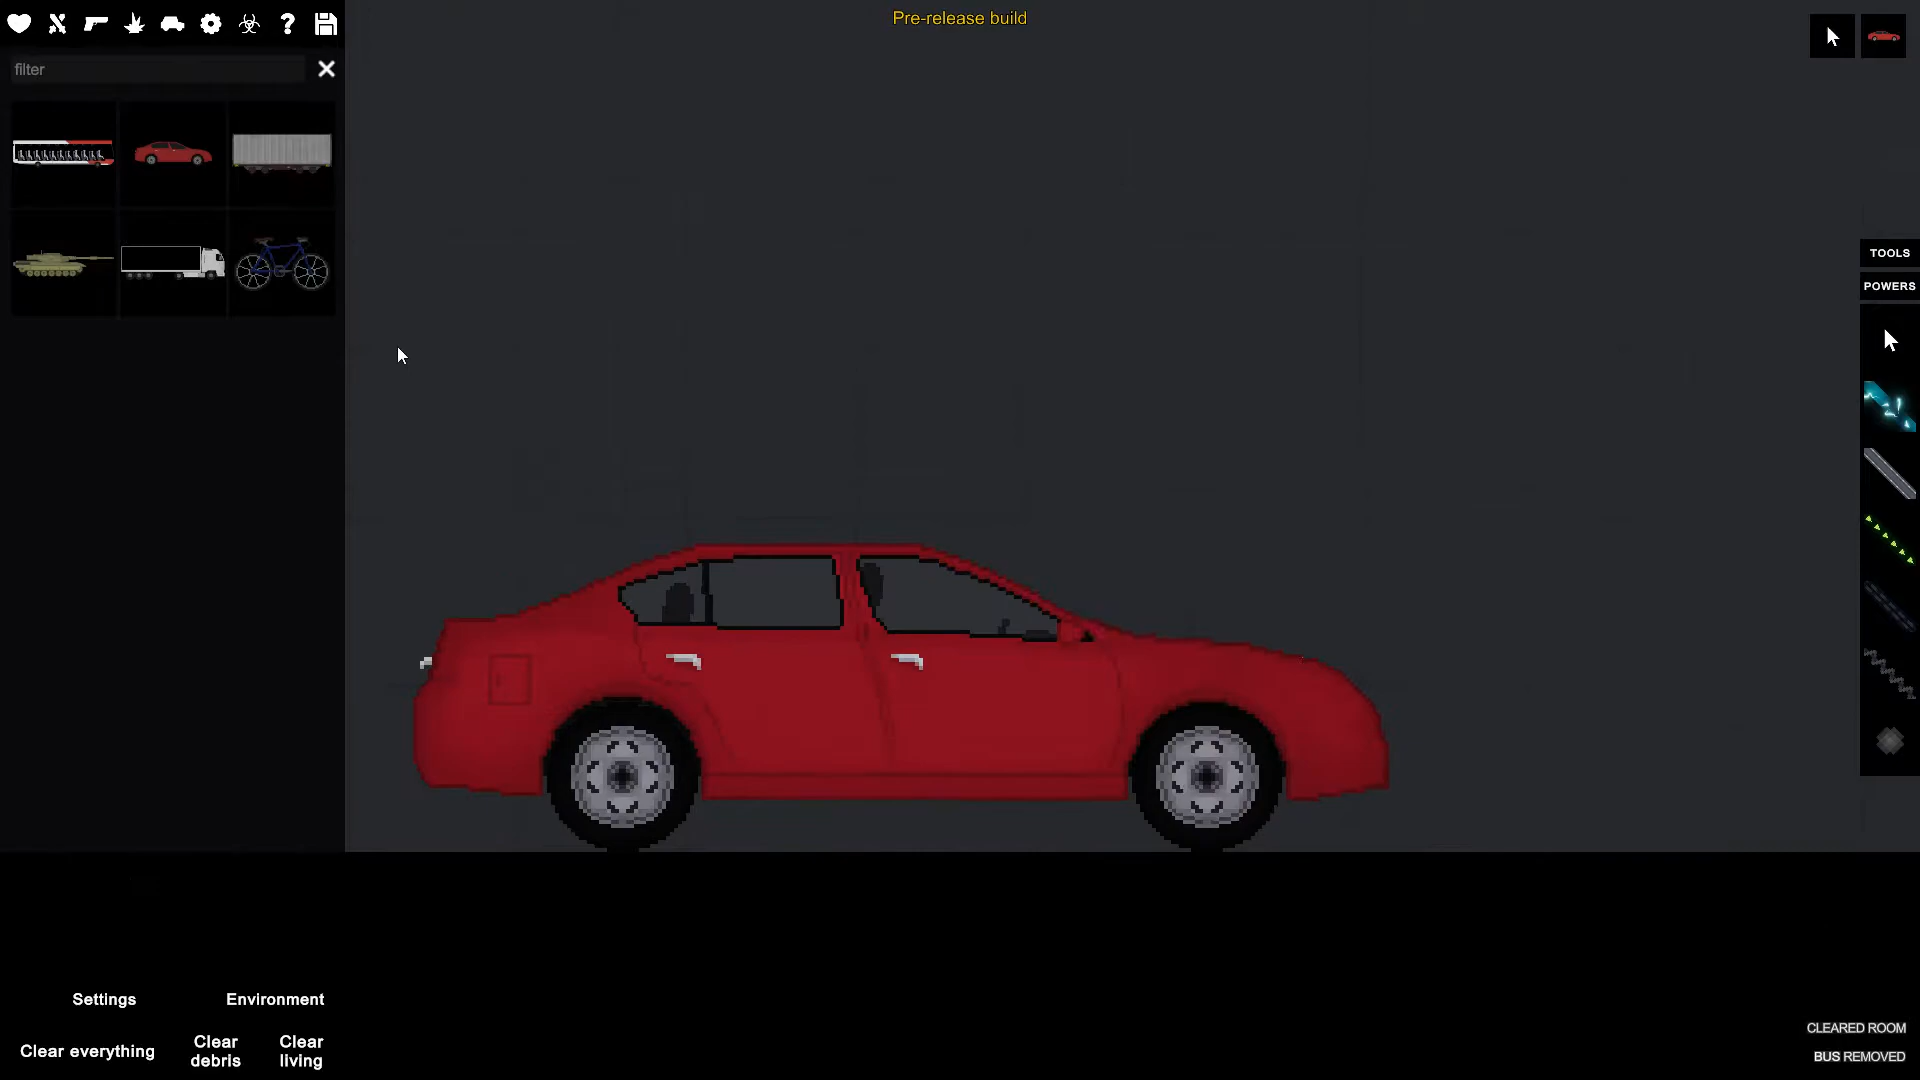 Pre-release build
filter
TOOLS
POWERS
Settings
Environment
Clear everything
Clear
debris
Clear
living
CLEARED ROOM
BUS REMOVED